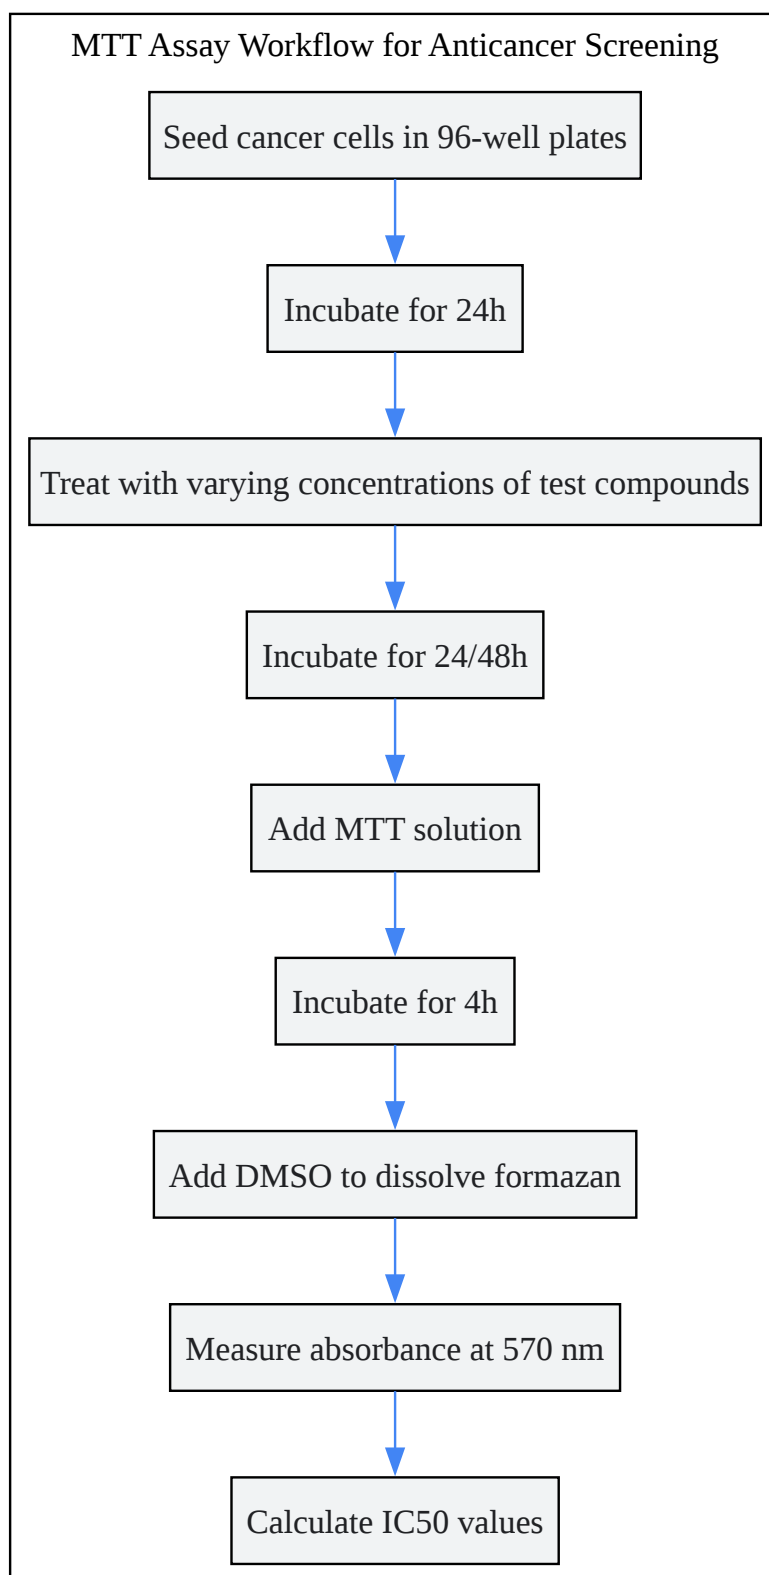 MTT Assay Workflow for Anticancer Screening
Seed cancer cells in 96-well plates
Incubate for 24h
Treat with varying concentrations of test compounds
Incubate for 24/48h
Add MTT solution
Incubate for 4h
Add DMSO to dissolve formazan
Measure absorbance at 570 nm
Calculate IC50 values